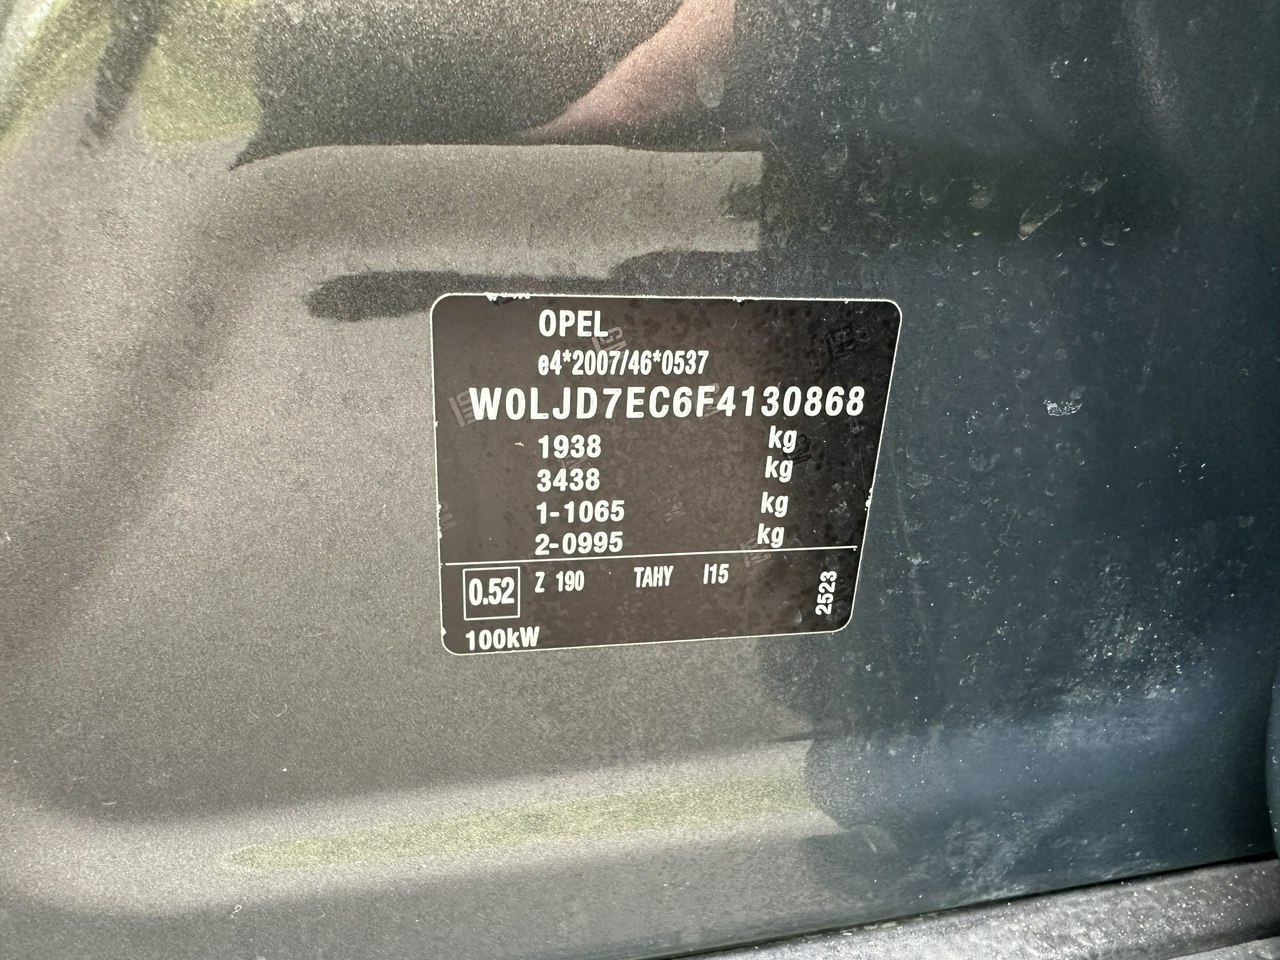 OPEL
e4*2007/46*0537
W0LJD7EC6F4130868
1938 kg
3438 kg
1-1065 kg
2-0995 kg
0.52 Z 190 TAHY I15
2523
100kW